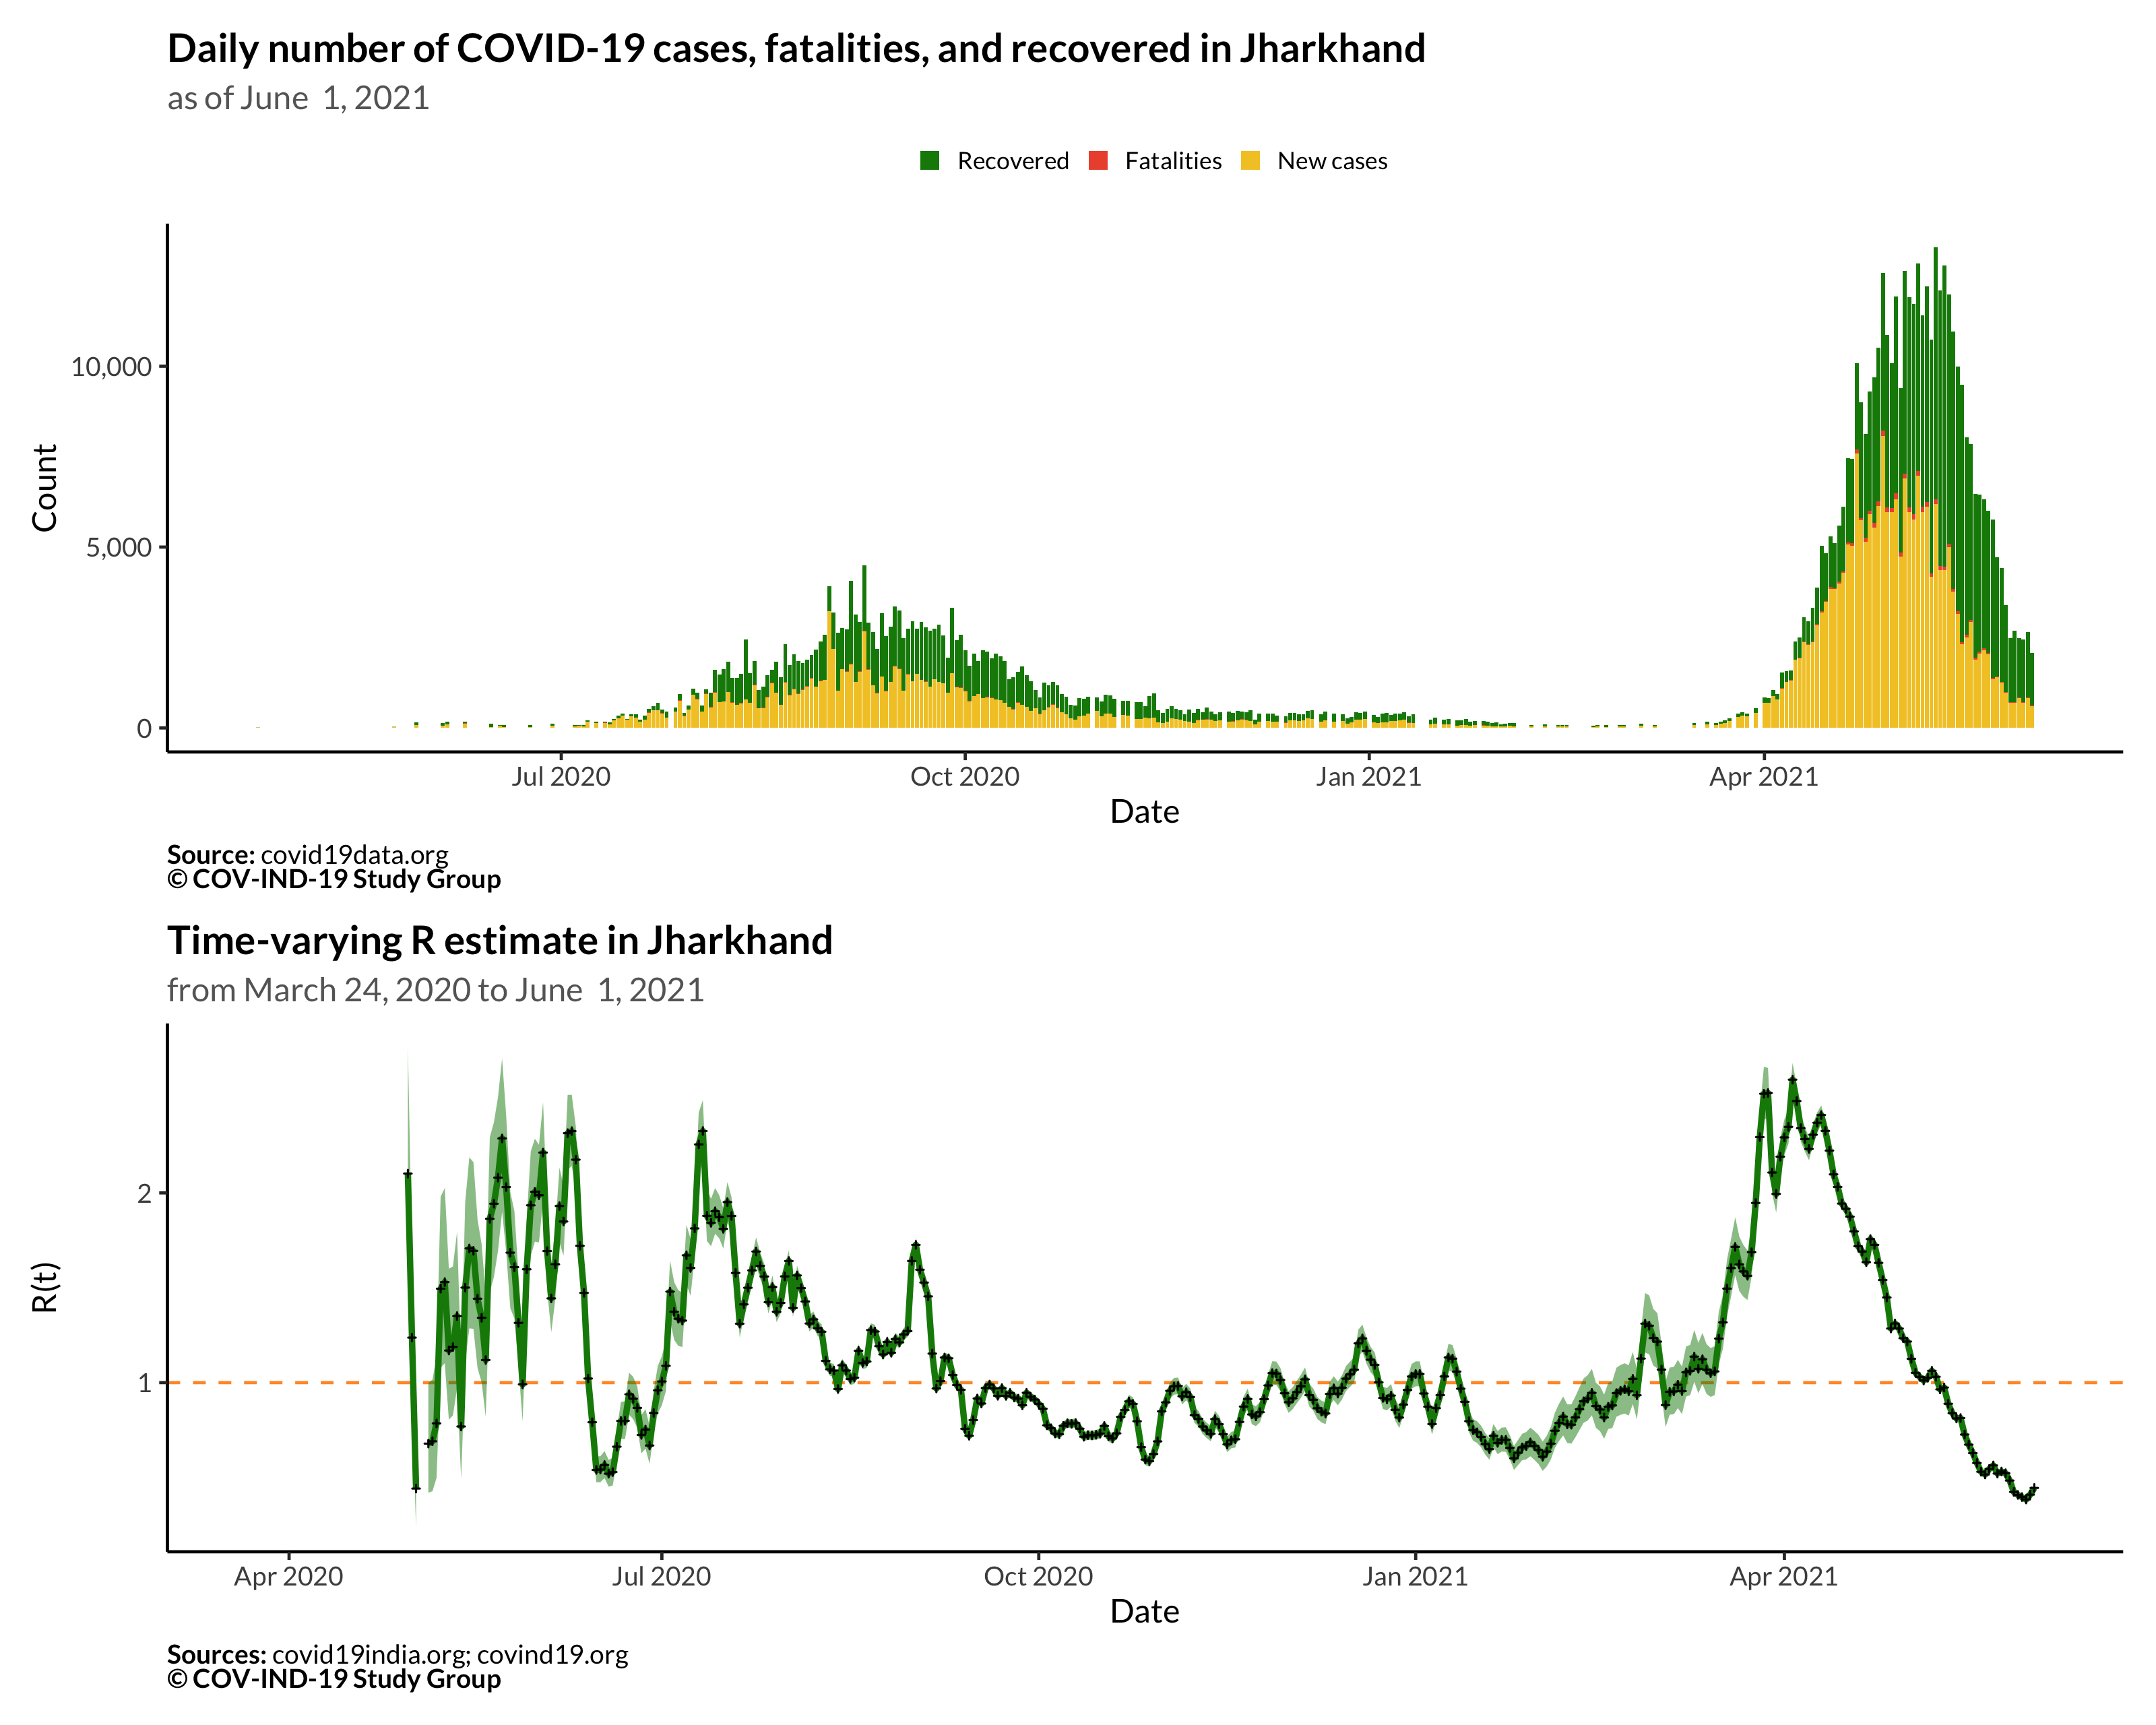 Daily number of COVID-19 cases, fatalities, and recovered in Jharkhand
as of June 1, 2021
Recovered Fatalities New cases
Count
10,000
5,000
0
Jul 2020 Oct 2020 Jan 2021 Apr 2021
Date
Source: covid19data.org
© COV-IND-19 Study Group
Time-varying R estimate in Jharkhand
from March 24, 2020 to June 1, 2021
R(t)
2
1
Apr 2020 Jul 2020 Oct 2020 Jan 2021 Apr 2021
Date
Sources: covid19india.org; covind19.org
© COV-IND-19 Study Group